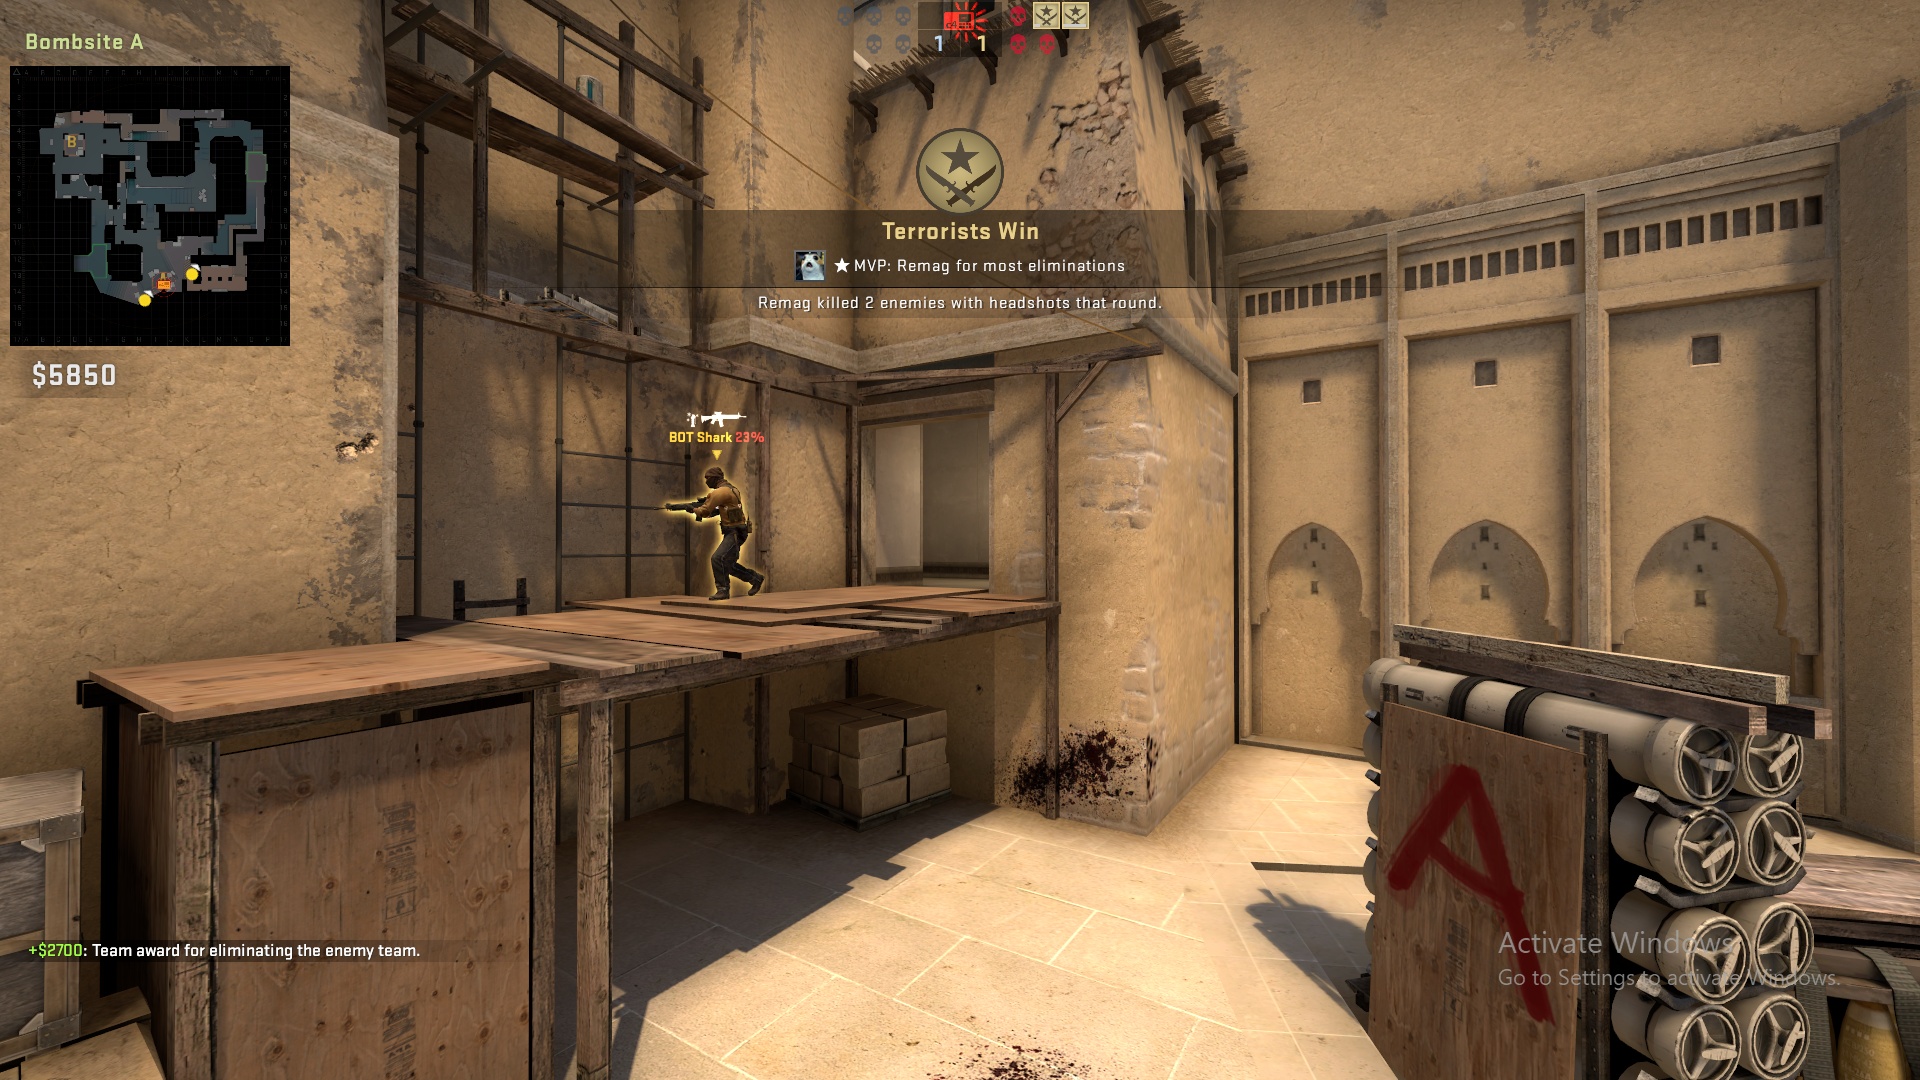 Bombsite A
1 1
B
A
Terrorists Win
MVP: Remag for most eliminations
Remag killed 2 enemies with headshots that round.
$5850
BOT Shark 23%
A
+$2700: Team award for eliminating the enemy team.
Activate Windows
Go to Settings to activate Windows.